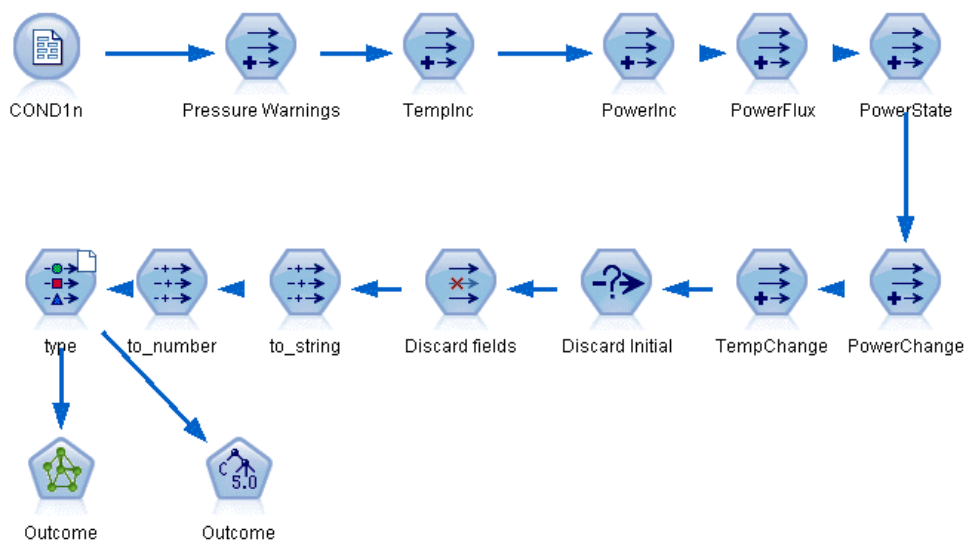 COND1n
Pressure Warnings
TempInc
PowerInc
PowerFlux
PowerState
type
to_number
to_string
Discard fields
Discard Initial
TempChange
PowerChange
C
5.0
Outcome
Outcome